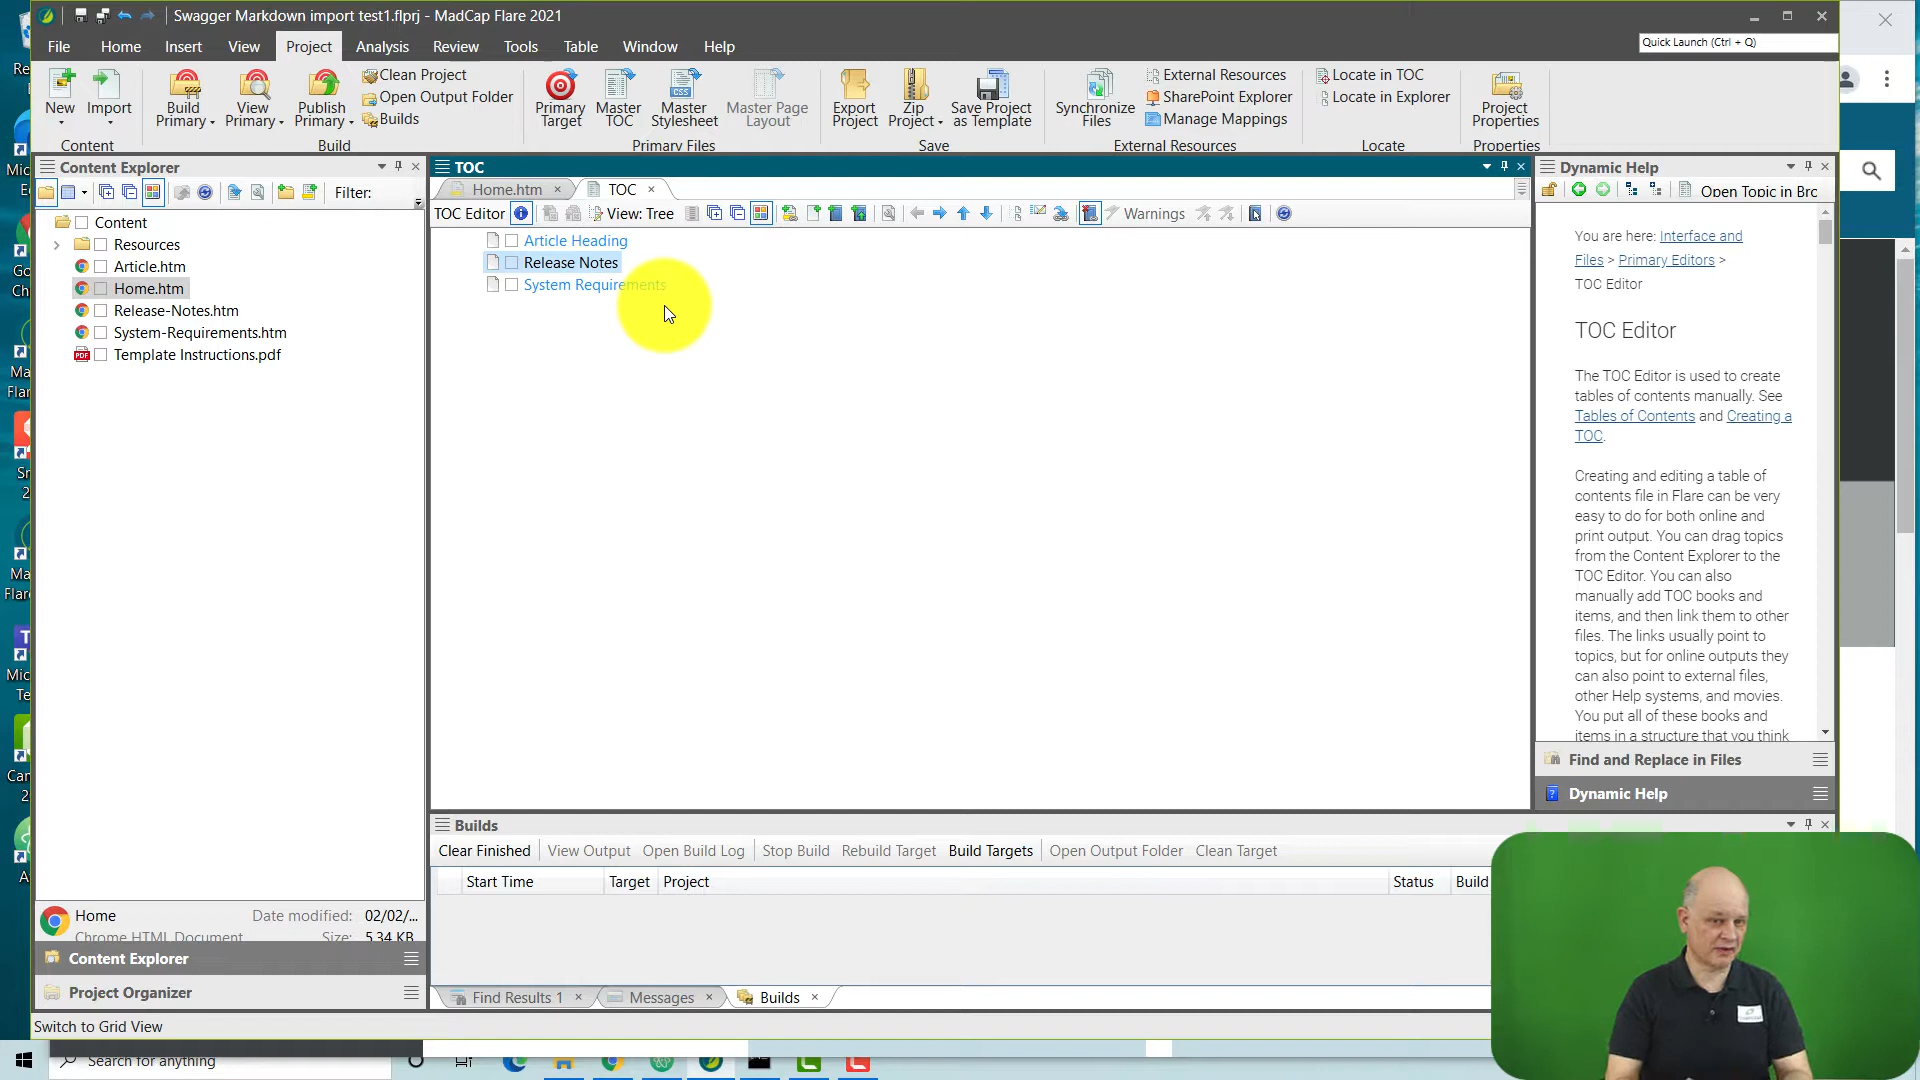 Swagger Markdown import test1.flprj - MadCap Flare 2021
File Home Insert View Project Analysis Review Tools Table Window Help
Quick Launch (Ctrl + Q)
New Import
Build Primary View Primary Publish Primary
Clean Project
Open Output Folder
Builds
Primary Target Master TOC Master Stylesheet Master Page Layout
Export Project Zip Project Save Project as Template
Synchronize Files
External Resources
SharePoint Explorer
Manage Mappings
Locate in TOC
Locate in Explorer
Project Properties
Content Build Primary Files Save External Resources Locate Properties
Content Explorer
Filter:
Content
Resources
Article.htm
Home.htm
Release-Notes.htm
System-Requirements.htm
Template Instructions.pdf
Home Date modified: 02/02/...
Chrome HTML Document Size: 5.34 KB
Content Explorer
Project Organizer
Switch to Grid View
TOC
Home.htm TOC
TOC Editor View: Tree Warnings
Article Heading
Release Notes
System Requirements
Builds
Clear Finished View Output Open Build Log Stop Build Rebuild Target Build Targets Open Output Folder Clean Target
Start Time Target Project Status Build
Find Results 1 Messages Builds
Dynamic Help
Open Topic in Bro
You are here: Interface and
Files > Primary Editors >
TOC Editor
TOC Editor
The TOC Editor is used to create
tables of contents manually. See
Tables of Contents and Creating a
TOC.
Creating and editing a table of
contents file in Flare can be very
easy to do for both online and
print output. You can drag topics
from the Content Explorer to the
TOC Editor. You can also
manually add TOC books and
items, and then link them to other
files. The links usually point to
topics, but for online outputs they
can also point to external files,
other Help systems, and movies.
You put all of these books and
items in a structure that you think
Find and Replace in Files
Dynamic Help
Search for anything